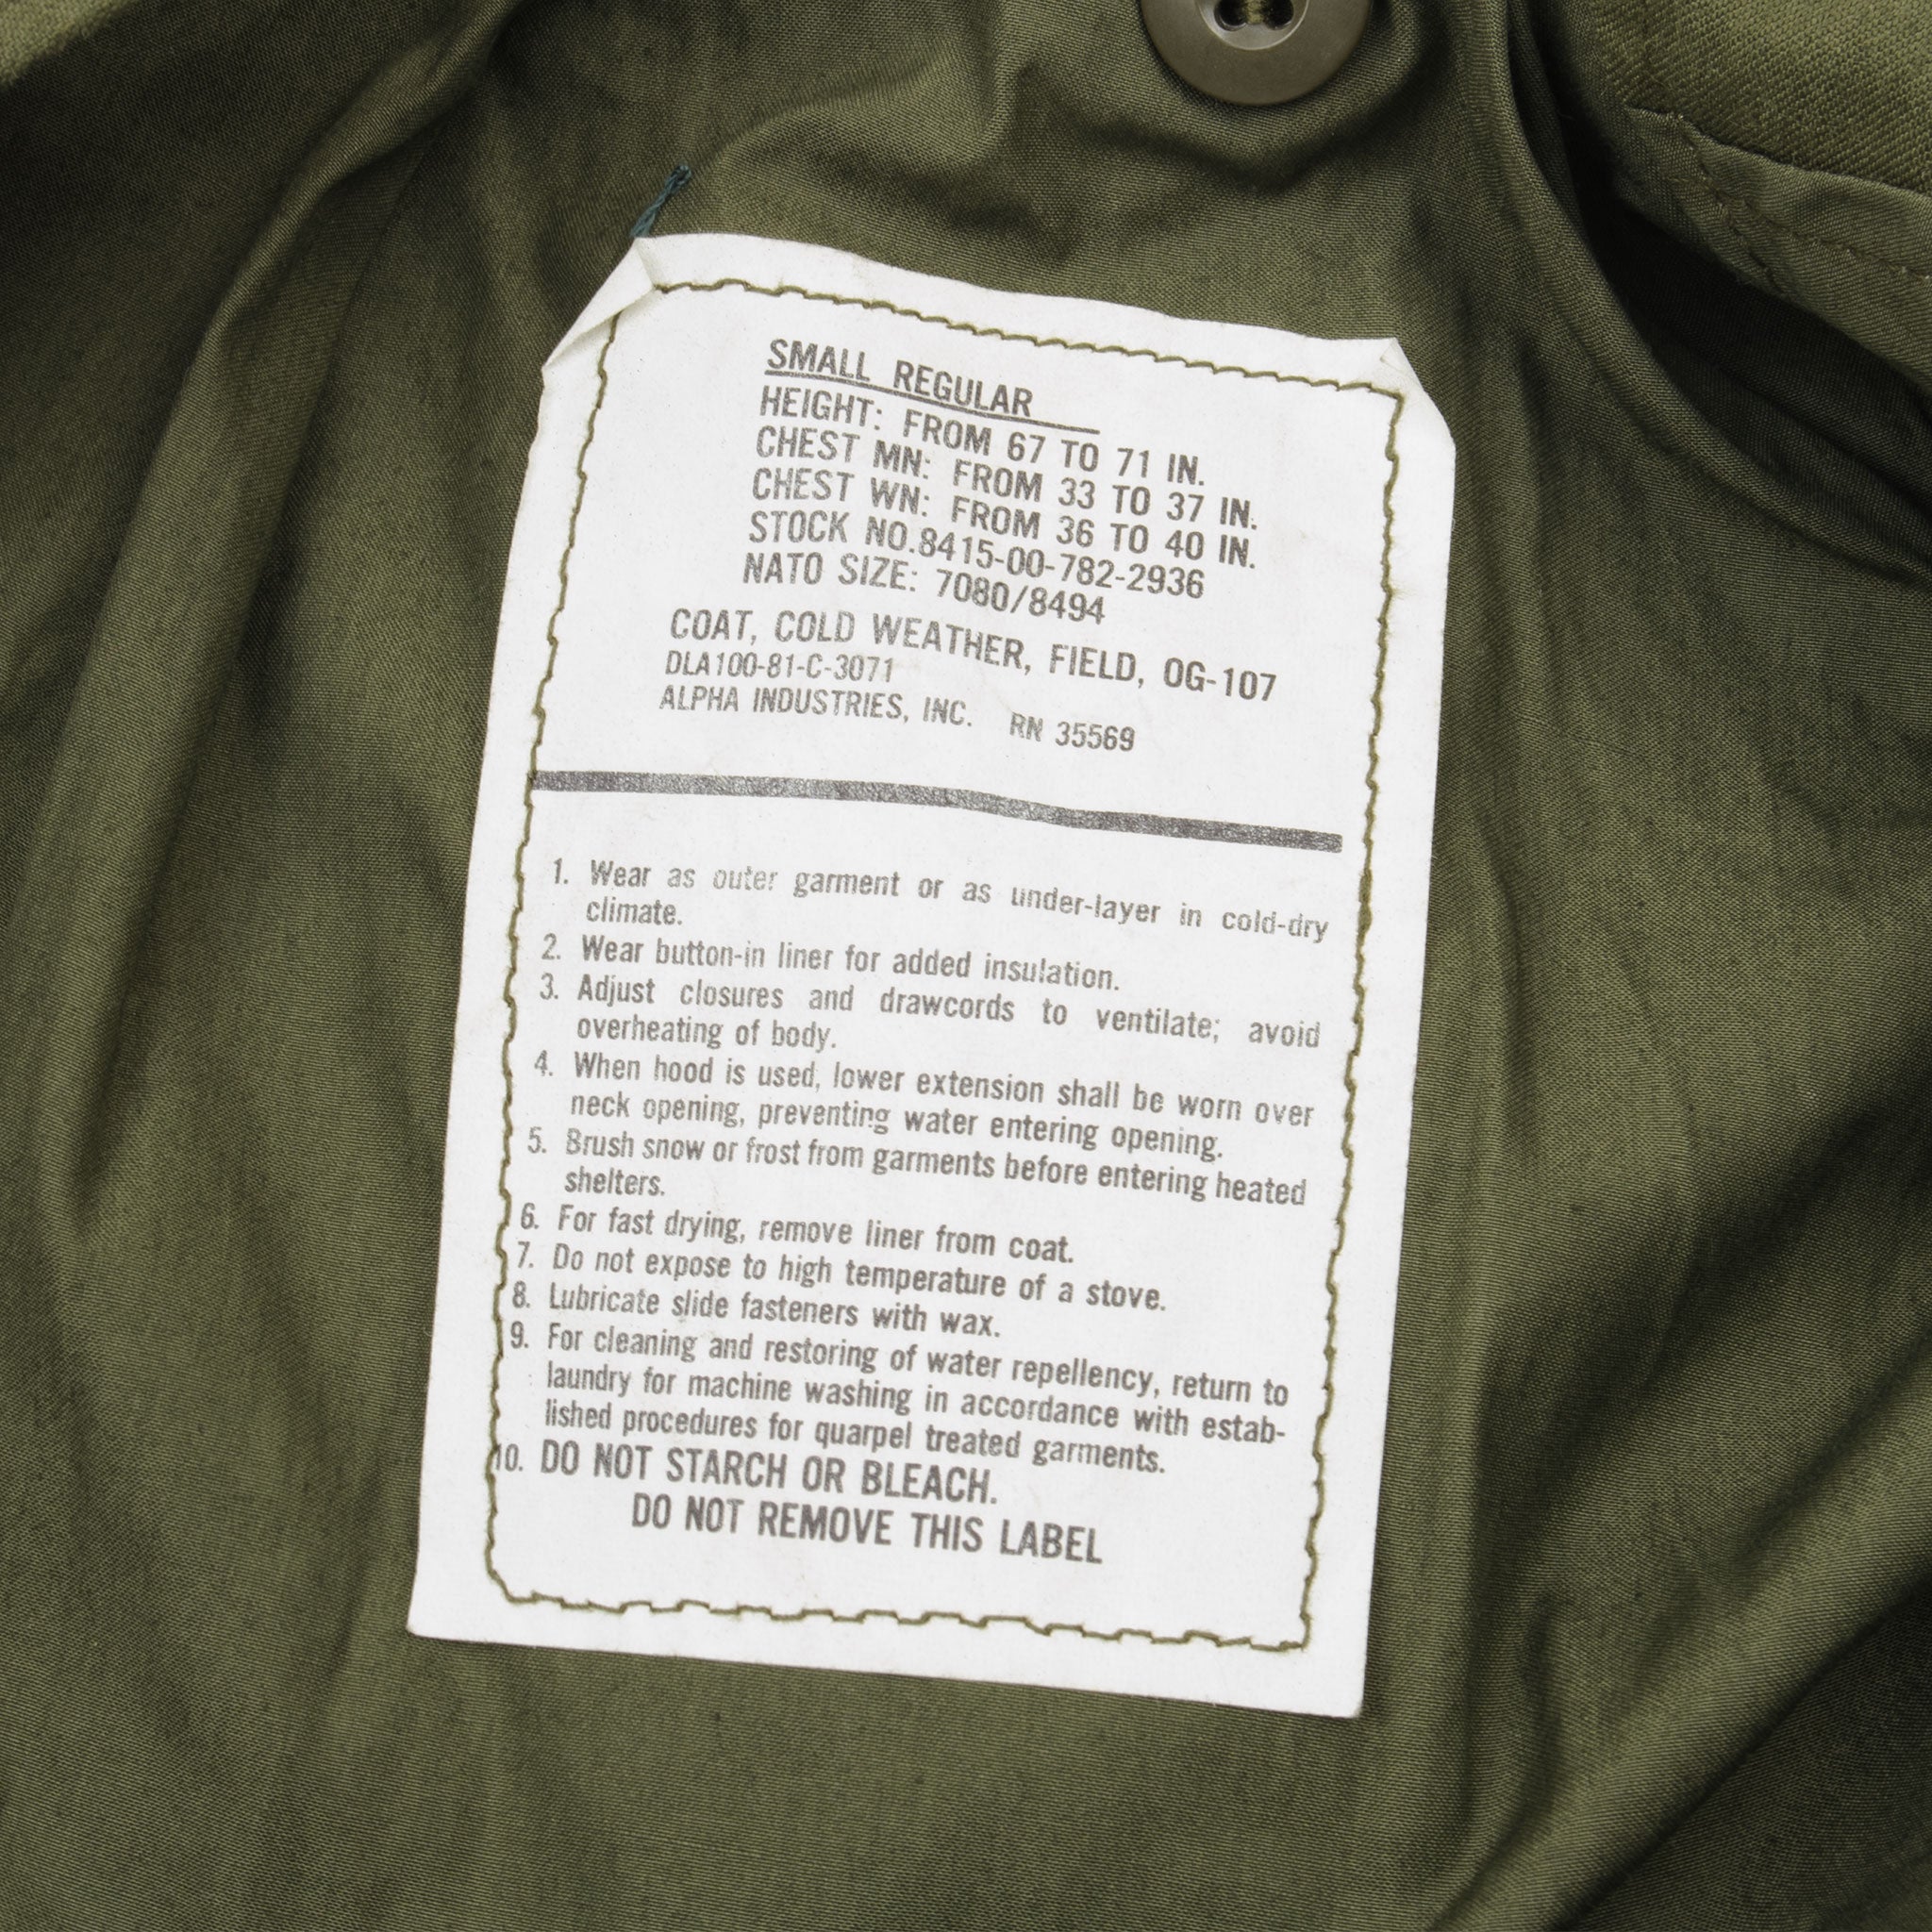 SMALL REGULAR
HEIGHT: FROM 67 TO 71 IN.
CHEST MN: FROM 33 TO 37 IN.
CHEST WN: FROM 36 TO 40 IN.
STOCK NO.8415-00-782-2936
NATO SIZE: 7080/8494
COAT, COLD WEATHER, FIELD, OG-107
DLA100-81-C-3071
ALPHA INDUSTRIES, INC. RN 35569
1. Wear as outer garment or as under-layer in cold-dry
climate.
2. Wear button-in liner for added insulation.
3. Adjust closures and drawcords to ventilate; avoid
overheating of body.
4. When hood is used, lower extension shall be worn over
neck opening, preventing water entering opening.
5. Brush snow or frost from garments before entering heated
shelters.
6. For fast drying, remove liner from coat.
7. Do not expose to high temperature of a stove.
8. Lubricate slide fasteners with wax.
9. For cleaning and restoring of water repellency, return to
laundry for machine washing in accordance with estab-
lished procedures for quarpel treated garments.
10. DO NOT STARCH OR BLEACH.
DO NOT REMOVE THIS LABEL